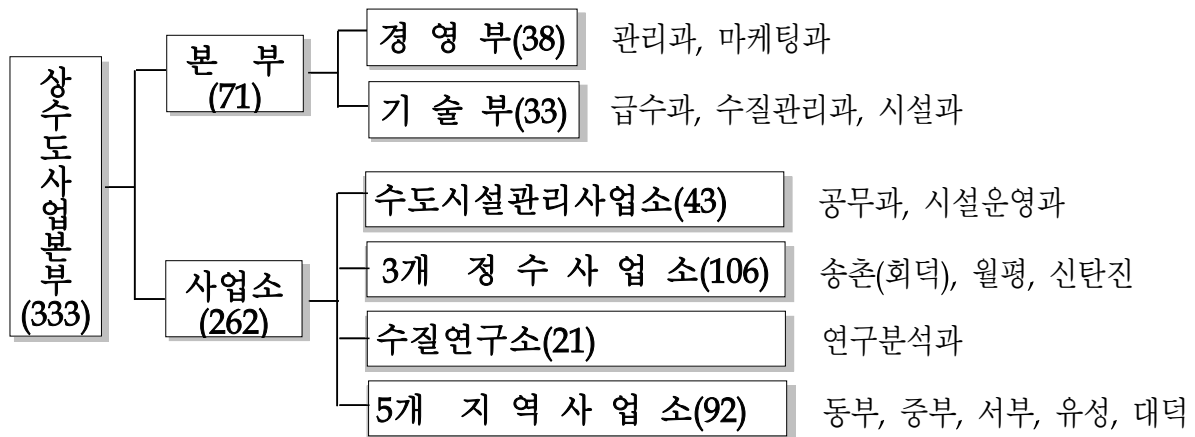 상수도사업본부
(333)
본 부
(71)
경 영 부(38) 관리과, 마케팅과
기 술 부(33) 급수과, 수질관리과, 시설과
사업소
(262)
수도시설관리사업소(43) 공무과, 시설운영과
3개 정 수 사 업 소(106) 송촌(회덕), 월평, 신탄진
수질연구소(21) 연구분석과
5개 지 역 사 업 소(92) 동부, 중부, 서부, 유성, 대덕